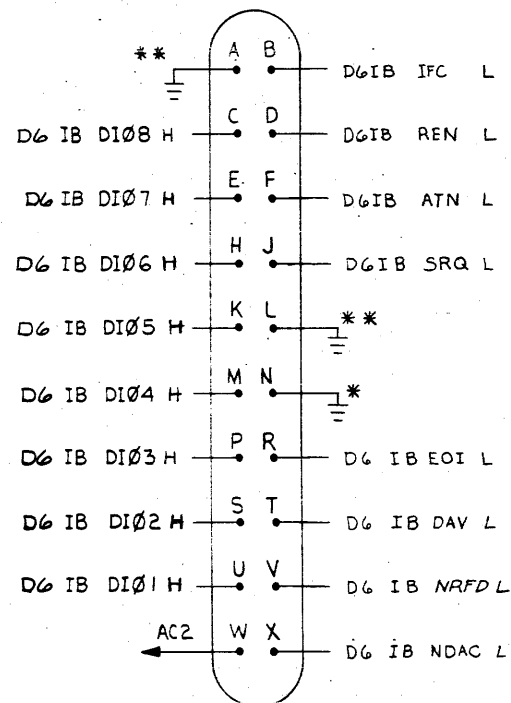 ** A B D6IB IFC L
D6 IB DIØ8 H C D D6IB REN L
D6 IB DIØ7 H E F D6IB ATN L
D6 IB DIØ6 H H J D6IB SRQ L
D6 IB DIØ5 H K L **
D6 IB DIØ4 H M N *
D6 IB DIØ3 H P R D6 IB EOI L
D6 IB DIØ2 H S T D6 IB DAV L
D6 IB DIØ1 H U V D6 IB NRFD L
AC2 W X D6 IB NDAC L